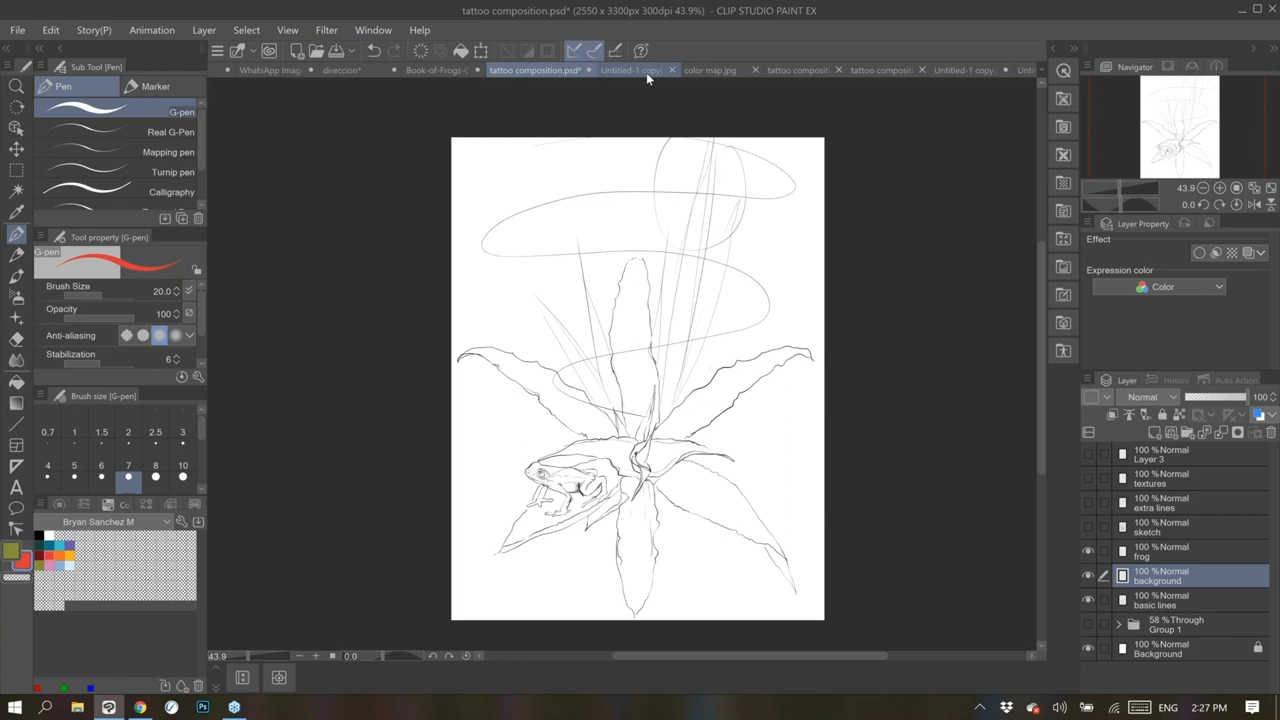 tattoo composition.psd* (2550 x 3300px 300dpi 43.9%) - CLIP STUDIO PAINT EX
File Edit Story(P) Animation Layer Select View Filter Window Help
WhatsApp Imag direccion* Book-of-Frogs-C tattoo composition.psd* Untitled-1 copy. color map.jpg tattoo composit tattoo composit Untitled-1 copy. Unt
Sub Tool [Pen]
Pen Marker
G-pen
Real G-Pen
Mapping pen
Turnip pen
Calligraphy
Tool property [G-pen]
G-pen
Brush Size 20.0
Opacity 100
Anti-aliasing
Stabilization 6
Brush size [G-pen]
0.7 1 1.5 2 2.5 3
4 5 6 7 8 10
Co
Bryan Sanchez M
43.9 0.0
Navigator
43.9
0.0
Layer Property
Effect
Expression color
Color
Layer History Auto Action
Normal 100
100 %Normal
Layer 3
100 %Normal
textures
100 %Normal
extra lines
100 %Normal
sketch
100 %Normal
frog
100 %Normal
background
100 %Normal
basic lines
58 %Through
Group 1
100 %Normal
Background
Ps
ENG 2:27 PM